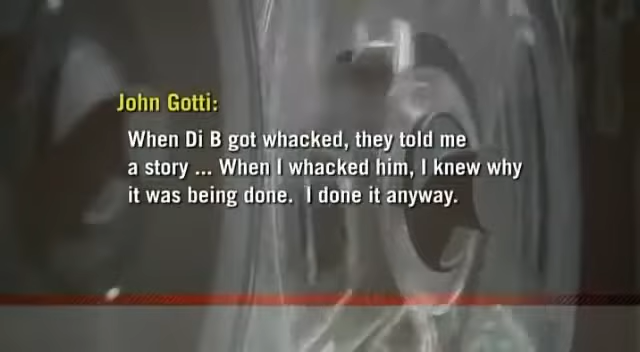 John Gotti:
When Di B got whacked, they told me
a story ... When I whacked him, I knew why
it was being done. I done it anyway.